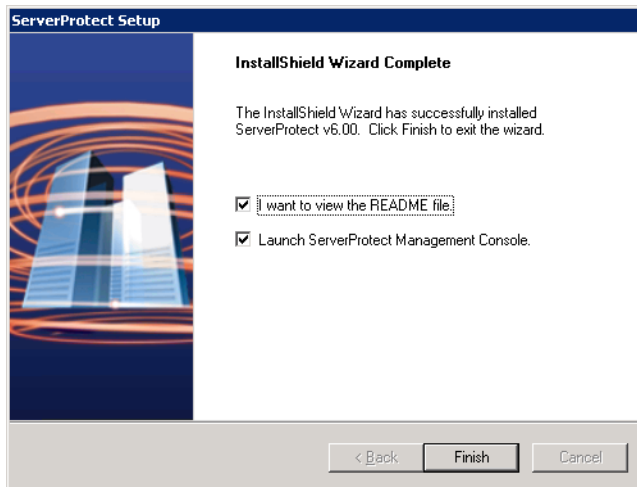 ServerProtect Setup
InstallShield Wizard Complete
The InstallShield Wizard has successfully installed
ServerProtect v6.00. Click Finish to exit the wizard.
I want to view the README file.
Launch ServerProtect Management Console.
< Back Finish Cancel